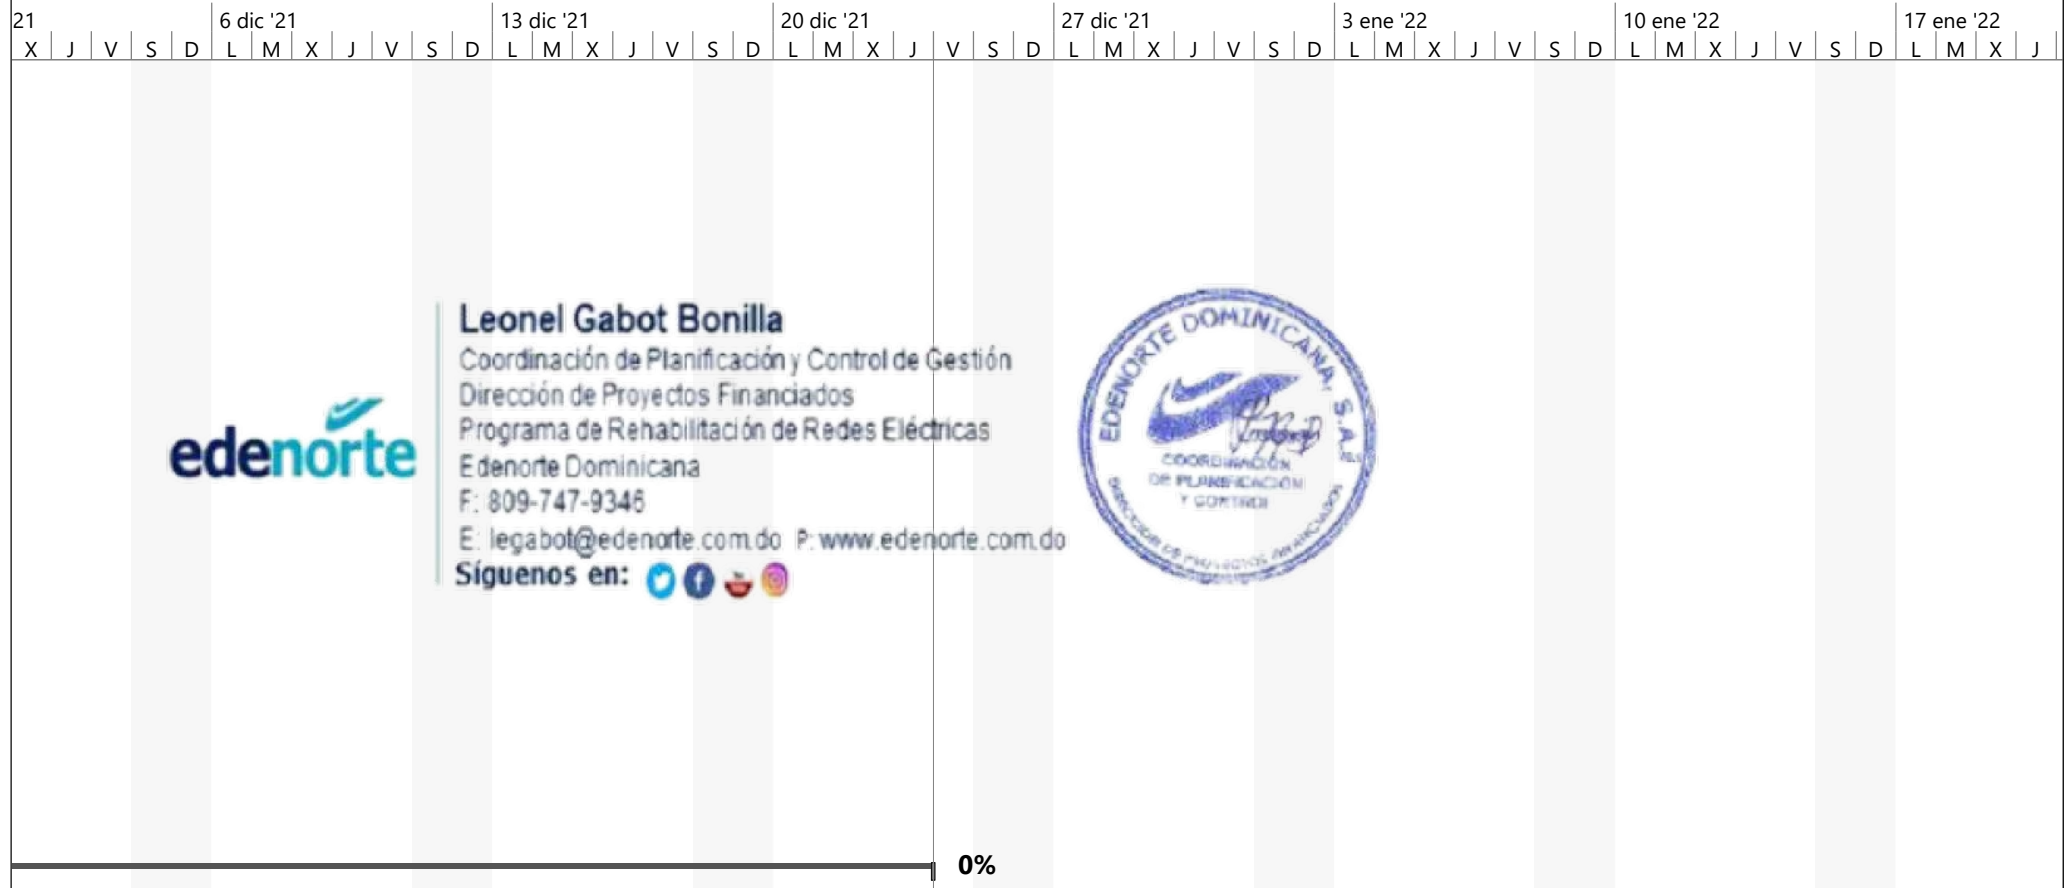 21 6 dic '21 13 dic '21 20 dic '21 27 dic '21 3 ene '22 10 ene '22 17 ene '22
X J V S D L M X J V S D L M X J V S D L M X J V S D L M X J V S D L M X J V S D L M X J V S D L M X J
edenorte
Leonel Gabot Bonilla
Coordinación de Planificación y Control de Gestión
Dirección de Proyectos Financiados
Programa de Rehabilitación de Redes Eléctricas
Edenorte Dominicana
F: 809-747-9346
E: legabot@edenorte.com.do P: www.edenorte.com.do
Síguenos en:
EDENORTE DOMINICANA, S.A.
COORDINACIÓN
DE PLANIFICACIÓN
Y CONTROL
0%